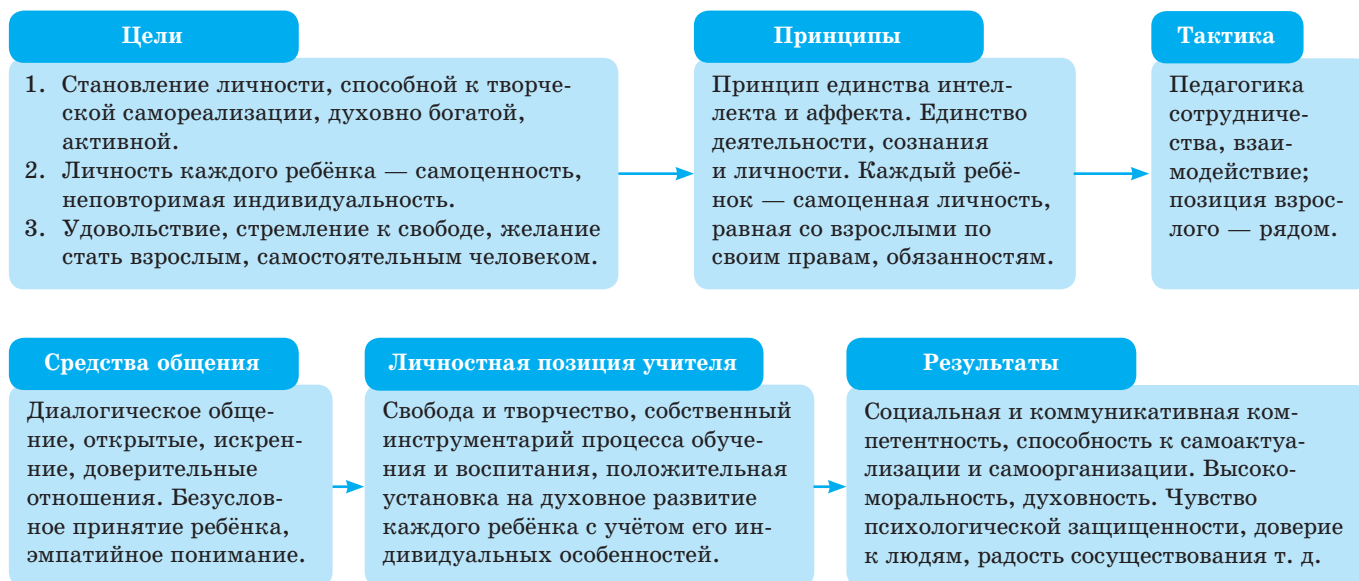 Цели
1. Становление личности, способной к творче-
ской самореализации, духовно богатой,
активной.
2. Личность каждого ребёнка — самоценность,
неповторимая индивидуальность.
3. Удовольствие, стремление к свободе, желание
стать взрослым, самостоятельным человеком.
Принципы
Принцип единства интел-
лекта и аффекта. Единство
деятельности, сознания
и личности. Каждый ребё-
нок — самоценная личность,
равная со взрослыми по
своим правам, обязанностям.
Тактика
Педагогика
сотрудниче-
ства, взаи-
модействие;
позиция взрос-
лого — рядом.
Средства общения
Диалогическое обще-
ние, открытые, искрен-
ние, доверительные
отношения. Безуслов-
ное принятие ребёнка,
эмпатийное понимание.
Личностная позиция учителя
Свобода и творчество, собственный
инструментарий процесса обуче-
ния и воспитания, положительная
установка на духовное развитие
каждого ребёнка с учётом его ин-
дивидуальных особенностей.
Результаты
Социальная и коммуникативная ком-
петентность, способность к самоактуа-
лизации и самоорганизации. Высоко-
моральность, духовность. Чувство
психологической защищенности, доверие
к людям, радость сосуществования т. д.